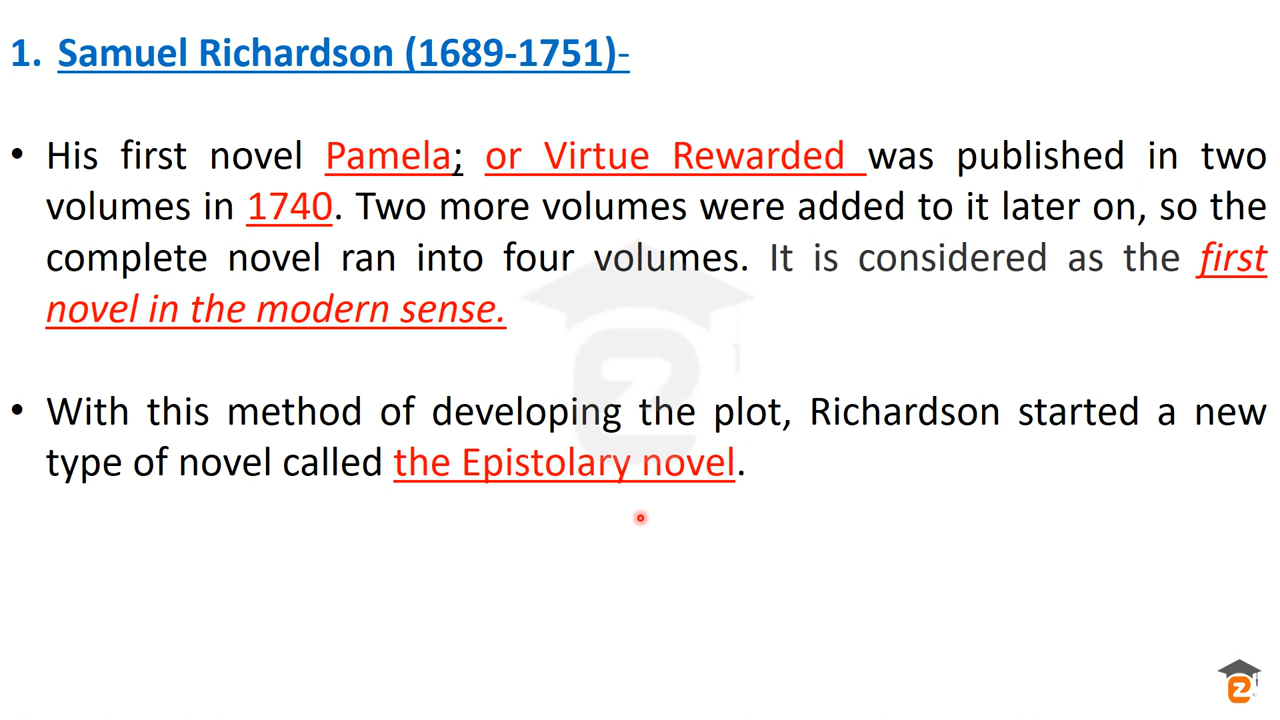 1. Samuel Richardson (1689-1751)-
• His first novel Pamela; or Virtue Rewarded was published in two
volumes in 1740. Two more volumes were added to it later on, so the
complete novel ran into four volumes. It is considered as the first
novel in the modern sense.
• With this method of developing the plot, Richardson started a new
type of novel called the Epistolary novel.